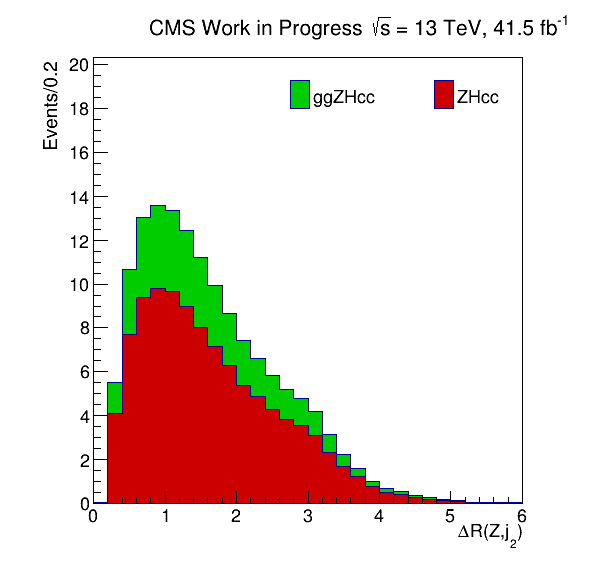 CMS Work in Progress √s = 13 TeV, 41.5 fb⁻¹
Events/0.2
20
18
16
14
12
10
8
6
4
2
0
ggZHcc ZHcc
0 1 2 3 4 5 6
ΔR(Z,j₂)